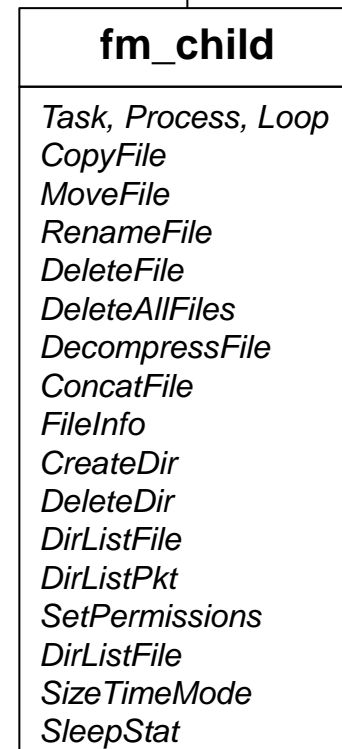 fm_child
Task, Process, Loop
CopyFile
MoveFile
RenameFile
DeleteFile
DeleteAllFiles
DecompressFile
ConcatFile
FileInfo
CreateDir
DeleteDir
DirListFile
DirListPkt
SetPermissions
DirListFile
SizeTimeMode
SleepStat